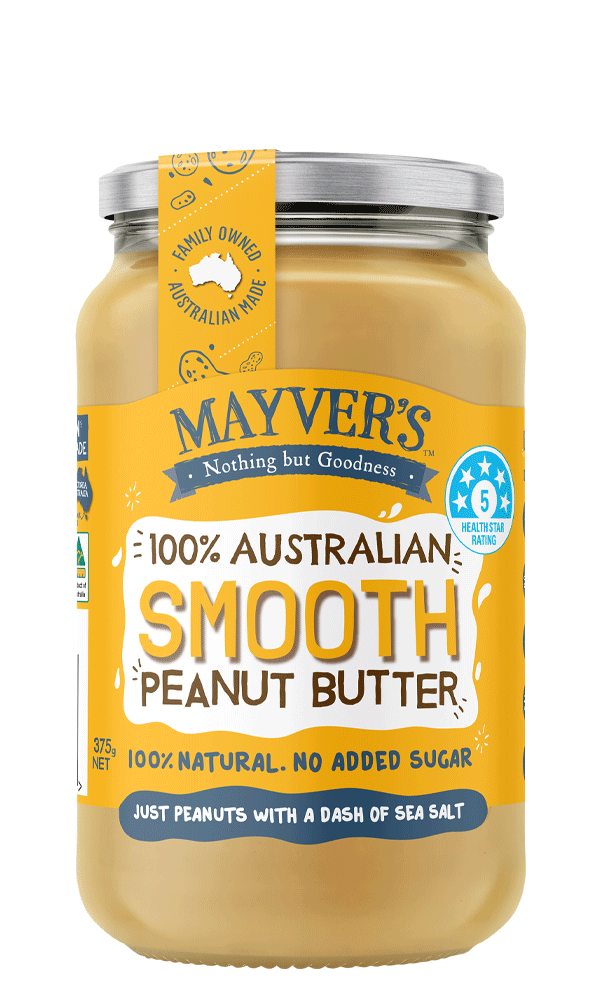 FAMILY OWNED
AUSTRALIAN MADE
MAYVER'S™
Nothing but Goodness
5
HEALTH STAR
RATING
100% AUSTRALIAN
SMOOTH
PEANUT BUTTER
375g
NET
100% NATURAL. NO ADDED SUGAR
JUST PEANUTS WITH A DASH OF SEA SALT